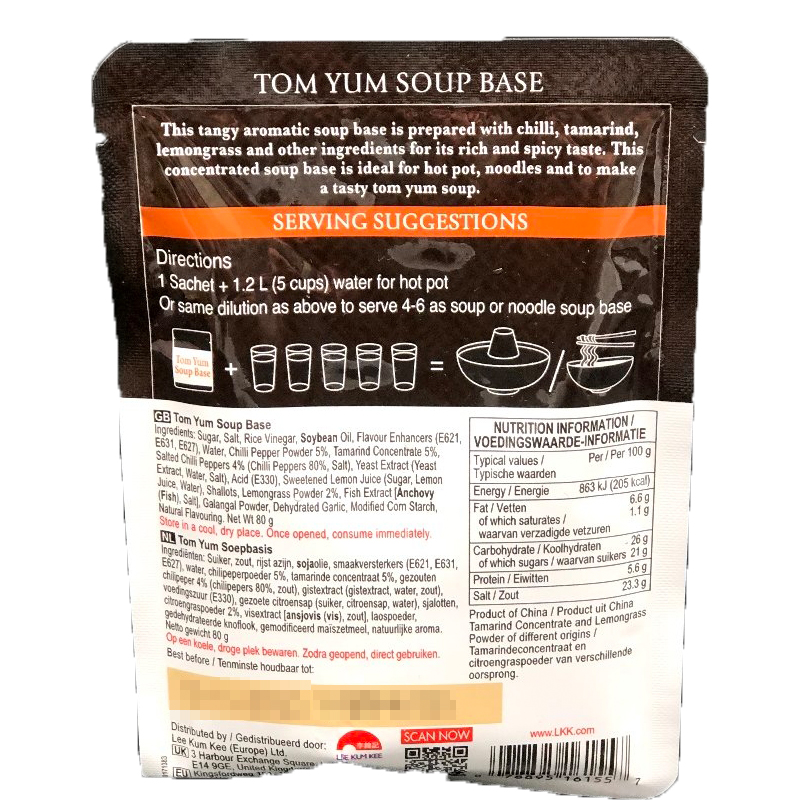 TOM YUM SOUP BASE
This tangy aromatic soup base is prepared with chilli, tamarind,
lemongrass and other ingredients for its rich and spicy taste. This
concentrated soup base is ideal for hot pot, noodles and to make
a tasty tom yum soup.
SERVING SUGGESTIONS
Directions
1 Sachet + 1.2 L (5 cups) water for hot pot
Or same dilution as above to serve 4-6 as soup or noodle soup base
Tom Yum
Soup Base
+ = /
GB Tom Yum Soup Base
Ingredients: Sugar, Salt, Rice Vinegar, Soybean Oil, Flavour Enhancers (E621,
E631, E627), Water, Chilli Pepper Powder 5%, Tamarind Concentrate 5%,
Salted Chilli Peppers 4% (Chilli Peppers 80%, Salt), Yeast Extract (Yeast
Extract, Water, Salt), Acid (E330), Sweetened Lemon Juice (Sugar, Lemon
Juice, Water), Shallots, Lemongrass Powder 2%, Fish Extract [Anchovy
(Fish), Salt], Galangal Powder, Dehydrated Garlic, Modified Corn Starch,
Natural Flavouring. Net Wt 80 g
Store in a cool, dry place. Once opened, consume immediately.
NL Tom Yum Soepbasis
Ingrediënten: Suiker, zout, rijst azijn, sojaolie, smaakversterkers (E621, E631,
E627), water, chilipeperpoeder 5%, tamarinde concentraat 5%, gezouten
chilipeper 4% (chilipepers 80%, zout), gistextract (gistextract, water, zout),
voedingszuur (E330), gezoete citroensap (suiker, citroensap, water), sjalotten,
citroengraspoeder 2%, visextract [ansjovis (vis), zout], laospoeder,
gedehydrateerde knoflook, gemodificeerd maïszetmeel, natuurlijke aroma.
Netto gewicht 80 g
Op een koele, droge plek bewaren. Zodra geopend, direct gebruiken.
Best before / Tenminste houdbaar tot:
Distributed by / Gedistribueerd door:
Lee Kum Kee (Europe) Ltd.
UK 3 Harbour Exchange Square,
E14 9GE, United
EU Kingsfordweg
李錦記
LEE KUM KEE
SCAN NOW
NUTRITION INFORMATION /
VOEDINGSWAARDE-INFORMATIE
Typical values / Per / Per 100 g
Typische waarden
Energy / Energie 863 kJ (205 kcal)
Fat / Vetten 6.6 g
of which saturates / 1.1 g
waarvan verzadigde vetzuren
Carbohydrate / Koolhydraten 26 g
of which sugars / waarvan suikers 21 g
Protein / Eiwitten 5.6 g
Salt / Zout 23.3 g
Product of China / Product uit China
Tamarind Concentrate and Lemongrass
Powder of different origins /
Tamarindeconcentraat en
citroengraspoeder van verschillende
oorsprong.
www.LKK.com